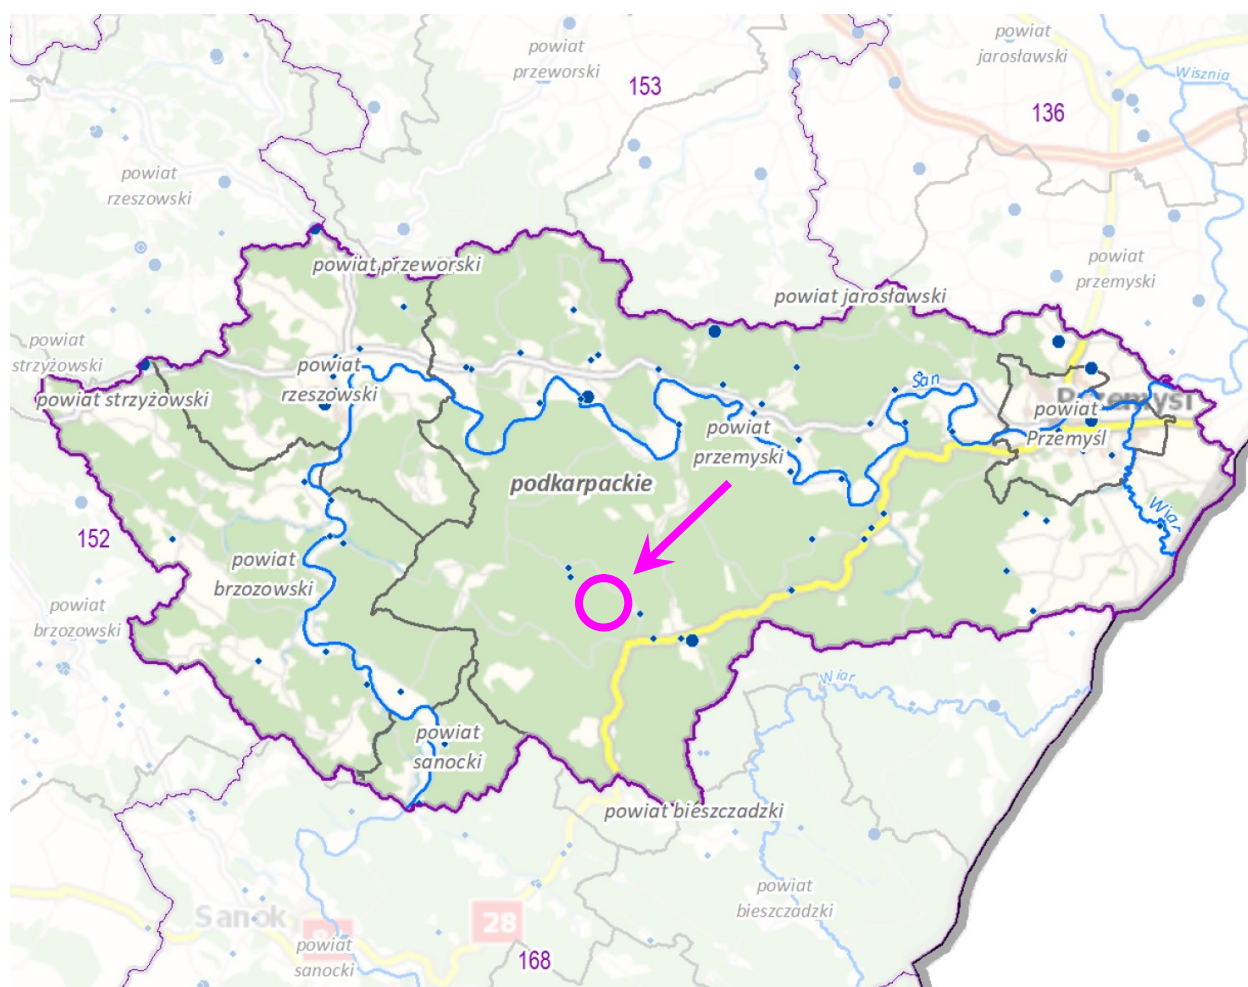 powiat
jarosławski
powiat
przeworski
153
Wisznia
136
powiat
rzeszowski
powiat
przemyski
powiat przeworski
powiat jarosławski
powiat
strzyżowski
powiat
rzeszowski
San
powiat strzyżowski
Przemyśl
powiat
Przemyśl
powiat
przemyski
podkarpackie
Wiar
152
powiat
brzozowski
powiat
brzozowski
Wiar
powiat
sanocki
powiat bieszczadzki
powiat
bieszczadzki
Sanok
28
powiat
sanocki
168